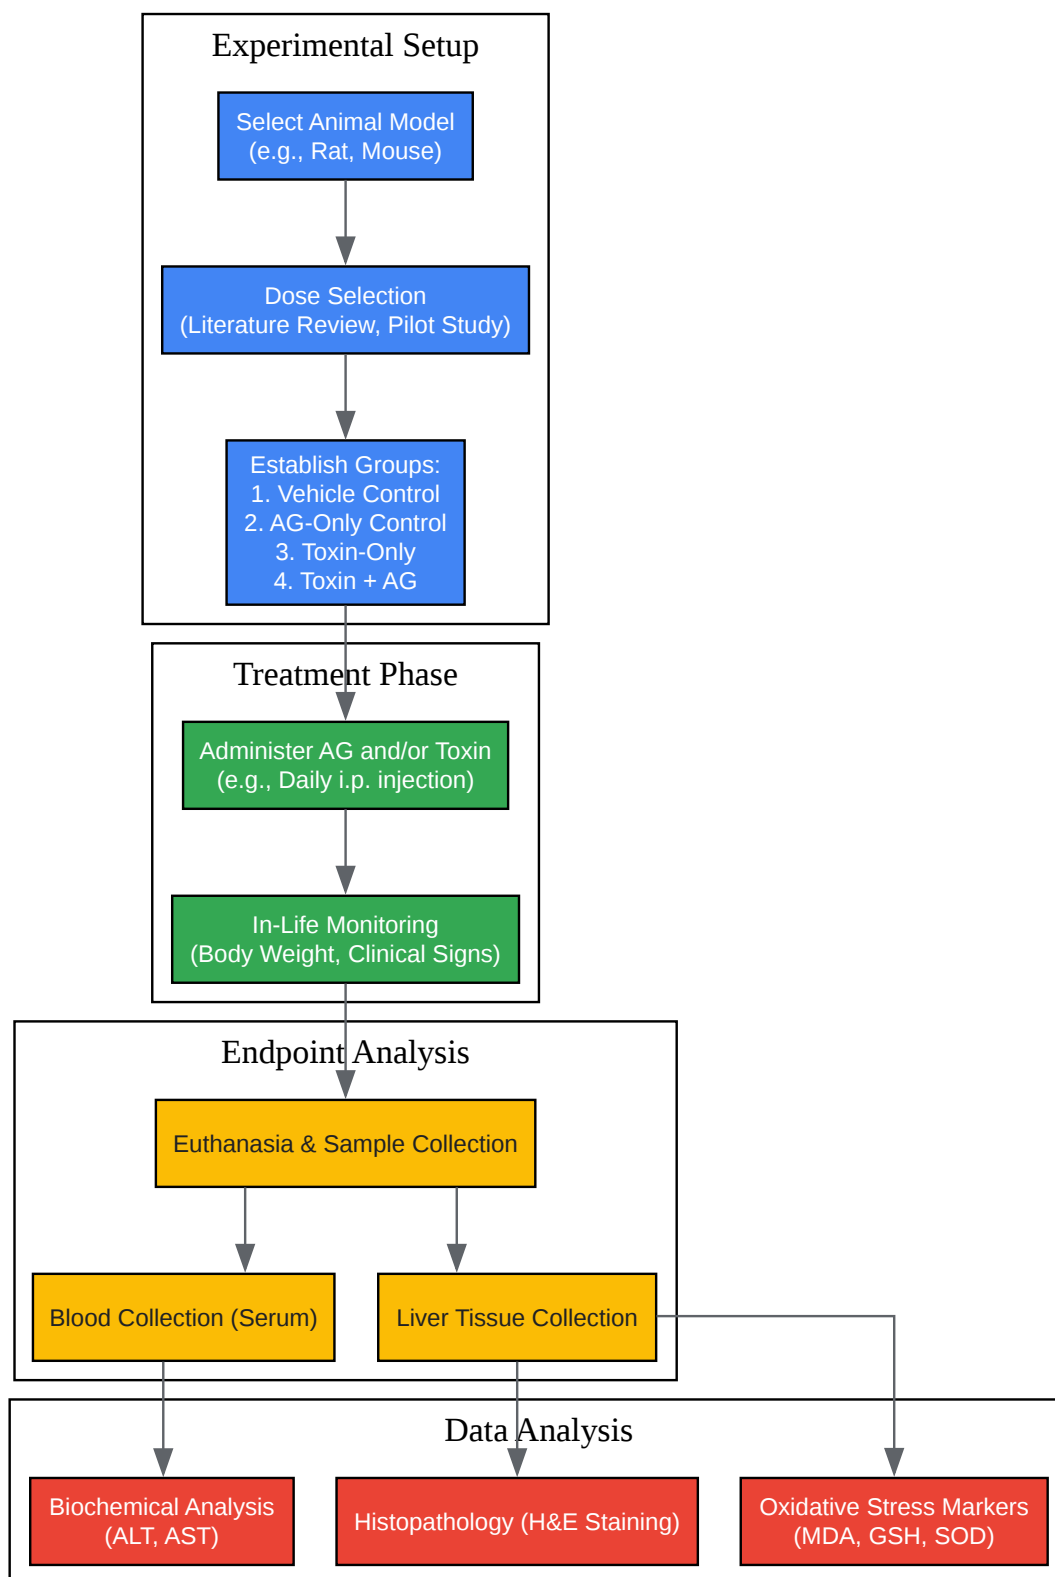 Experimental Setup
Select Animal Model
(e.g., Rat, Mouse)
Dose Selection
(Literature Review, Pilot Study)
Establish Groups:
1. Vehicle Control
2. AG-Only Control
3. Toxin-Only
4. Toxin + AG
Treatment Phase
Administer AG and/or Toxin
(e.g., Daily i.p. injection)
In-Life Monitoring
(Body Weight, Clinical Signs)
Endpoint Analysis
Euthanasia & Sample Collection
Blood Collection (Serum)
Liver Tissue Collection
Data Analysis
Biochemical Analysis
(ALT, AST)
Histopathology (H&E Staining)
Oxidative Stress Markers
(MDA, GSH, SOD)